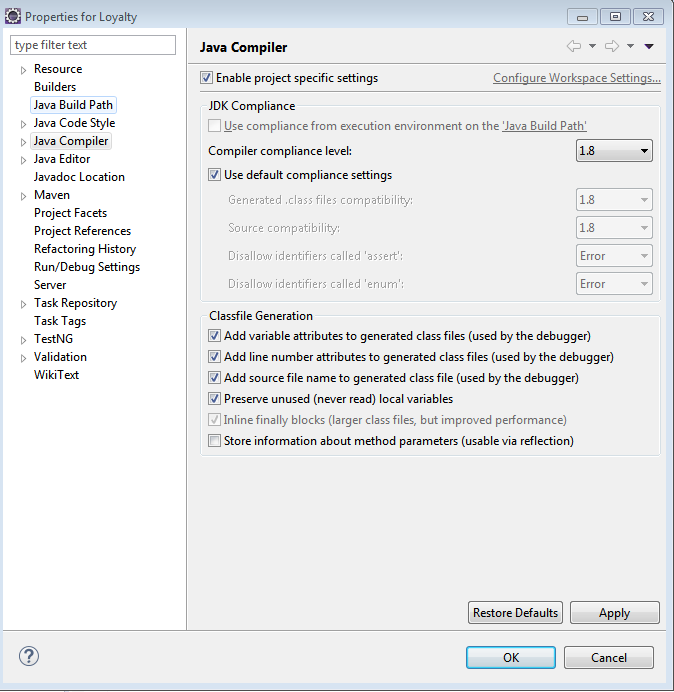 Properties for Loyalty
type filter text
Resource
Builders
Java Build Path
Java Code Style
Java Compiler
Java Editor
Javadoc Location
Maven
Project Facets
Project References
Refactoring History
Run/Debug Settings
Server
Task Repository
Task Tags
TestNG
Validation
WikiText
Java Compiler
Enable project specific settings
Configure Workspace Settings...
JDK Compliance
Use compliance from execution environment on the 'Java Build Path'
Compiler compliance level: 1.8
Use default compliance settings
Generated .class files compatibility: 1.8
Source compatibility: 1.8
Disallow identifiers called 'assert': Error
Disallow identifiers called 'enum': Error
Classfile Generation
Add variable attributes to generated class files (used by the debugger)
Add line number attributes to generated class files (used by the debugger)
Add source file name to generated class file (used by the debugger)
Preserve unused (never read) local variables
Inline finally blocks (larger class files, but improved performance)
Store information about method parameters (usable via reflection)
Restore Defaults
Apply
?
OK
Cancel